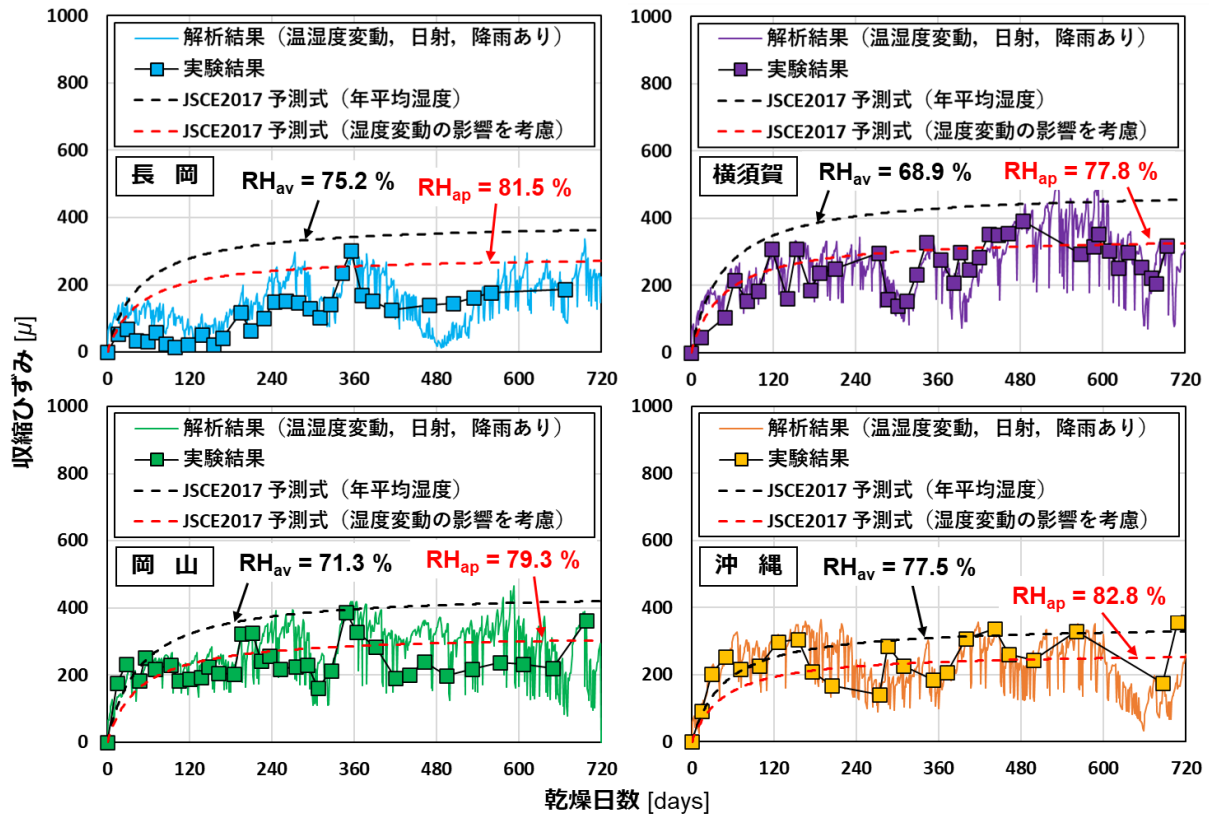 収縮ひずみ [μ]
1000
800
600
400
200
0
解析結果（温湿度変動，日射，降雨あり）
実験結果
JSCE2017 予測式（年平均湿度）
JSCE2017 予測式（湿度変動の影響を考慮）
長 岡
RHav = 75.2 %
RHap = 81.5 %
0 120 240 360 480 600 720
1000
800
600
400
200
0
解析結果（温湿度変動，日射，降雨あり）
実験結果
JSCE2017 予測式（年平均湿度）
JSCE2017 予測式（湿度変動の影響を考慮）
横須賀
RHav = 68.9 %
RHap = 77.8 %
0 120 240 360 480 600 720
1000
800
600
400
200
0
解析結果（温湿度変動，日射，降雨あり）
実験結果
JSCE2017 予測式（年平均湿度）
JSCE2017 予測式（湿度変動の影響を考慮）
岡 山
RHav = 71.3 %
RHap = 79.3 %
0 120 240 360 480 600 720
1000
800
600
400
200
0
解析結果（温湿度変動，日射，降雨あり）
実験結果
JSCE2017 予測式（年平均湿度）
JSCE2017 予測式（湿度変動の影響を考慮）
沖 縄
RHav = 77.5 %
RHap = 82.8 %
0 120 240 360 480 600 720
乾燥日数 [days]